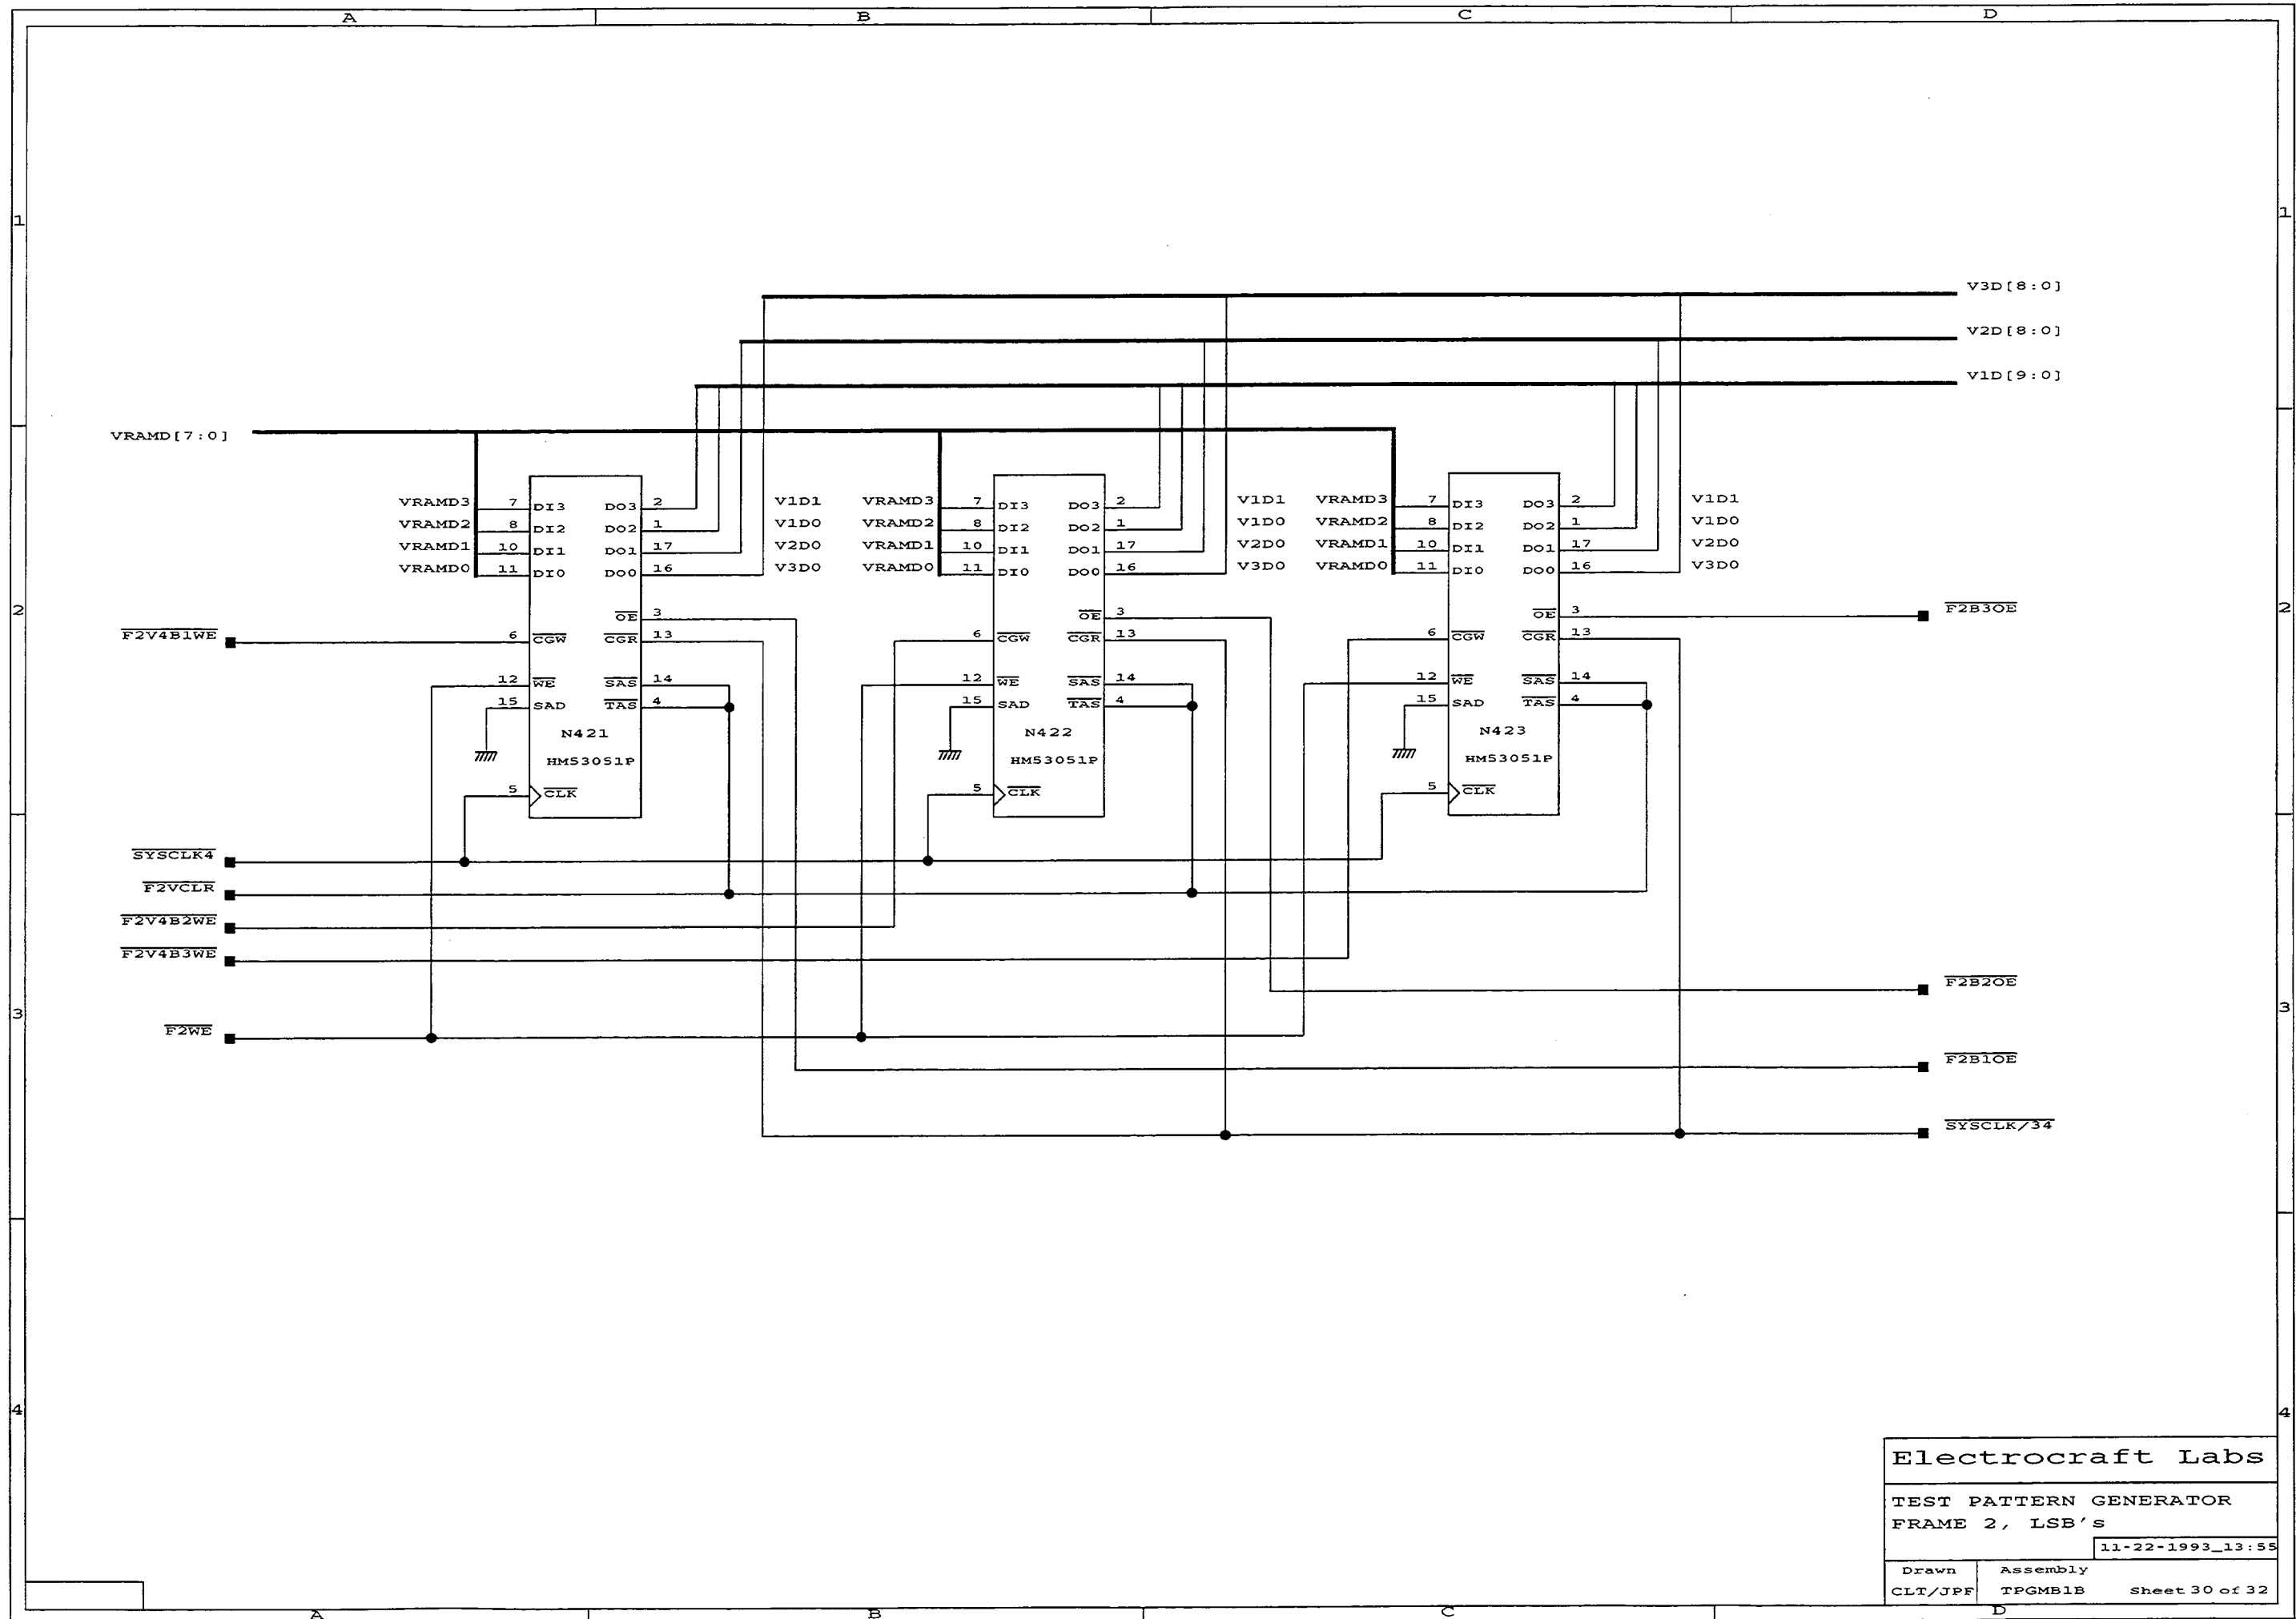 A B C D
1 1
V3D[8:0]
V2D[8:0]
V1D[9:0]
VRAMD[7:0]
VRAMD3 7 DI3 DO3 2 V1D1 VRAMD3 7 DI3 DO3 2 V1D1 VRAMD3 7 DI3 DO3 2 V1D1
VRAMD2 8 DI2 DO2 1 V1D0 VRAMD2 8 DI2 DO2 1 V1D0 VRAMD2 8 DI2 DO2 1 V1D0
VRAMD1 10 DI1 DO1 17 V2D0 VRAMD1 10 DI1 DO1 17 V2D0 VRAMD1 10 DI1 DO1 17 V2D0
VRAMD0 11 DI0 DO0 16 V3D0 VRAMD0 11 DI0 DO0 16 V3D0 VRAMD0 11 DI0 DO0 16 V3D0
2 OE 3 OE 3 OE 3 F2B3OE 2
F2V4B1WE 6 CGW CGR 13 6 CGW CGR 13 6 CGW CGR 13
12 WE SAS 14 12 WE SAS 14 12 WE SAS 14
15 SAD TAS 4 15 SAD TAS 4 15 SAD TAS 4
N421 N422 N423
HM53051P HM53051P HM53051P
5 CLK 5 CLK 5 CLK
SYSCLK4
F2VCLR
F2V4B2WE
F2V4B3WE
F2B2OE
3 3
F2WE
F2B1OE
SYSCLK/34
4 4
Electrocraft Labs
TEST PATTERN GENERATOR
FRAME 2, LSB's
11-22-1993_13:55
Drawn Assembly
CLT/JPF TPGMB1B Sheet 30 of 32
A B C D